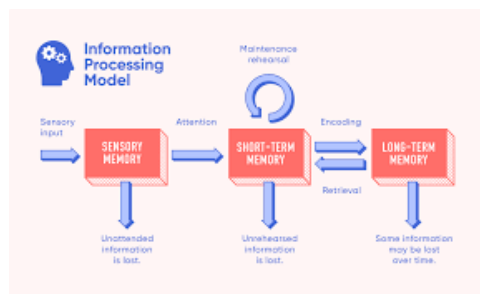 Information
Processing
Model
Maintenance
rehearsal
Sensory
input
Attention
Encoding
SENSORY
MEMORY
SHORT-TERM
MEMORY
LONG-TERM
MEMORY
Retrieval
Unattended
information
is lost.
Unrehearsed
information
is lost.
Some information
may be lost
over time.